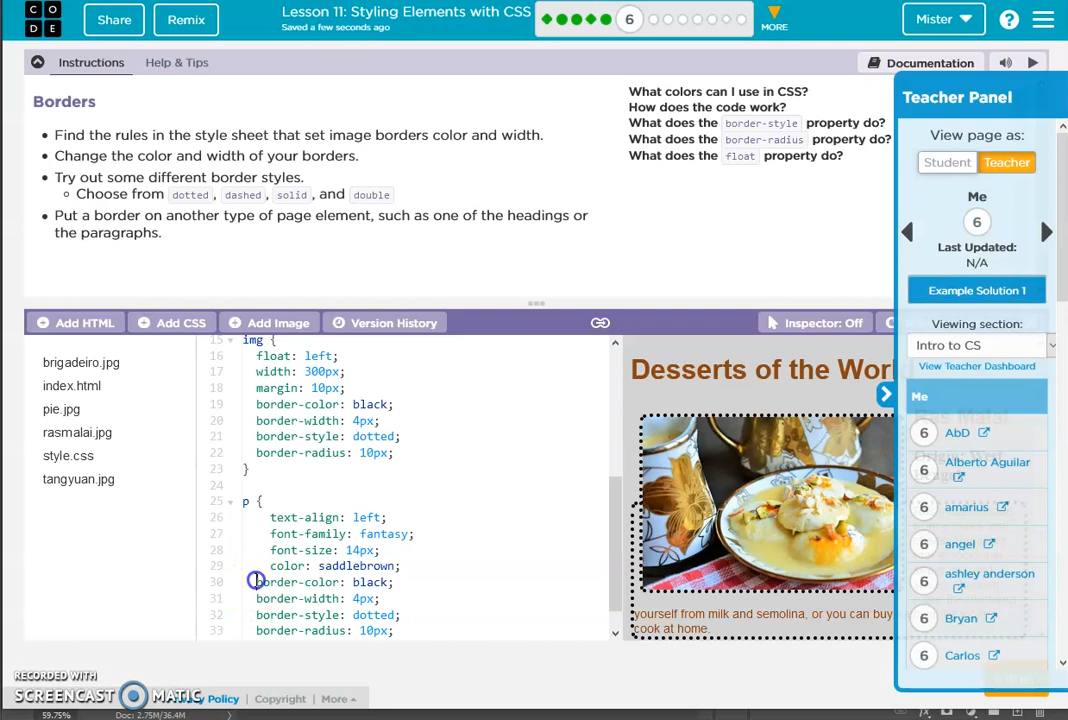 CO
DE
Share
Remix
Lesson 11: Styling Elements with CSS
Saved a few seconds ago
6
MORE
Mister
?
Instructions
Help & Tips
Documentation
Borders
• Find the rules in the style sheet that set image borders color and width.
• Change the color and width of your borders.
• Try out some different border styles.
Choose from dotted, dashed, solid, and double
• Put a border on another type of page element, such as one of the headings or
the paragraphs.
What colors can I use in CSS?
How does the code work?
What does the border-style property do?
What does the border-radius property do?
What does the float property do?
Teacher Panel
View page as:
Student
Teacher
Me
6
Last Updated:
N/A
Example Solution 1
Viewing section:
Intro to CS
View Teacher Dashboard
Me
6 AbD
6 Alberto Aguilar
6 amarius
6 angel
6 ashley anderson
6 Bryan
6 Carlos
Add HTML
Add CSS
Add Image
Version History
Inspector: Off
brigadeiro.jpg
index.html
pie.jpg
rasmalai.jpg
style.css
tangyuan.jpg
15 img {
16 float: left;
17 width: 300px;
18 margin: 10px;
19 border-color: black;
20 border-width: 4px;
21 border-style: dotted;
22 border-radius: 10px;
23 }
24
25 p {
26 text-align: left;
27 font-family: fantasy;
28 font-size: 14px;
29 color: saddlebrown;
30 border-color: black;
31 border-width: 4px;
32 border-style: dotted;
33 border-radius: 10px;
Desserts of the Wor
yourself from milk and semolina, or you can buy
cook at home.
RECORDED WITH
SCREENCAST MATIC
Privacy Policy
Copyright
More
59.75%
Doc: 2.75M/36.4M